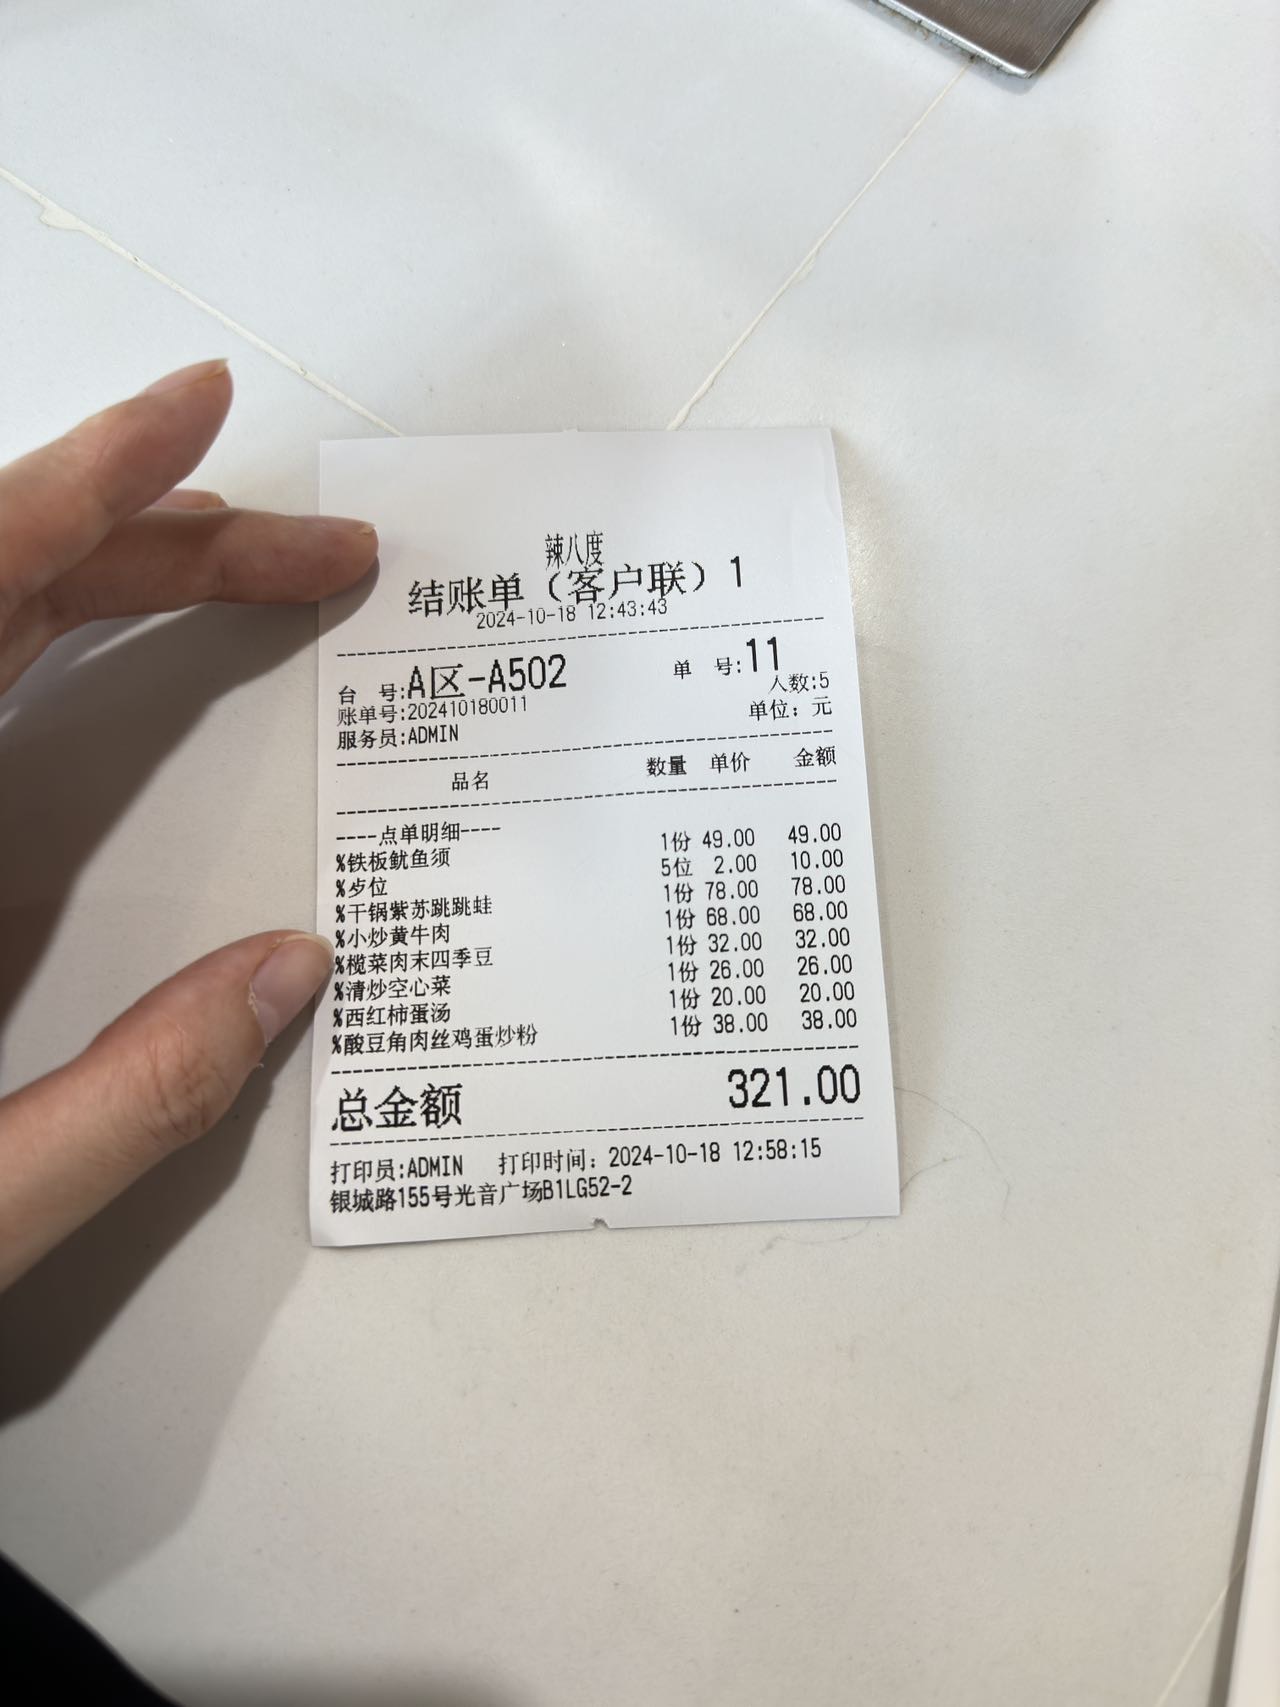 辣八度
结账单（客户联）1
2024-10-18 12:43:43
台 号:A区-A502 单 号:11
账单号:202410180011 人数:5
服务员:ADMIN 单位：元
品名 数量 单价 金额
----点单明细----
%铁板鱿鱼须 1份 49.00 49.00
%歺位 5位 2.00 10.00
%干锅紫苏跳跳蛙 1份 78.00 78.00
%小炒黄牛肉 1份 68.00 68.00
%榄菜肉末四季豆 1份 32.00 32.00
%清炒空心菜 1份 26.00 26.00
%西红柿蛋汤 1份 20.00 20.00
%酸豆角肉丝鸡蛋炒粉 1份 38.00 38.00
总金额 321.00
打印员:ADMIN 打印时间：2024-10-18 12:58:15
银城路155号光音广场B1LG52-2